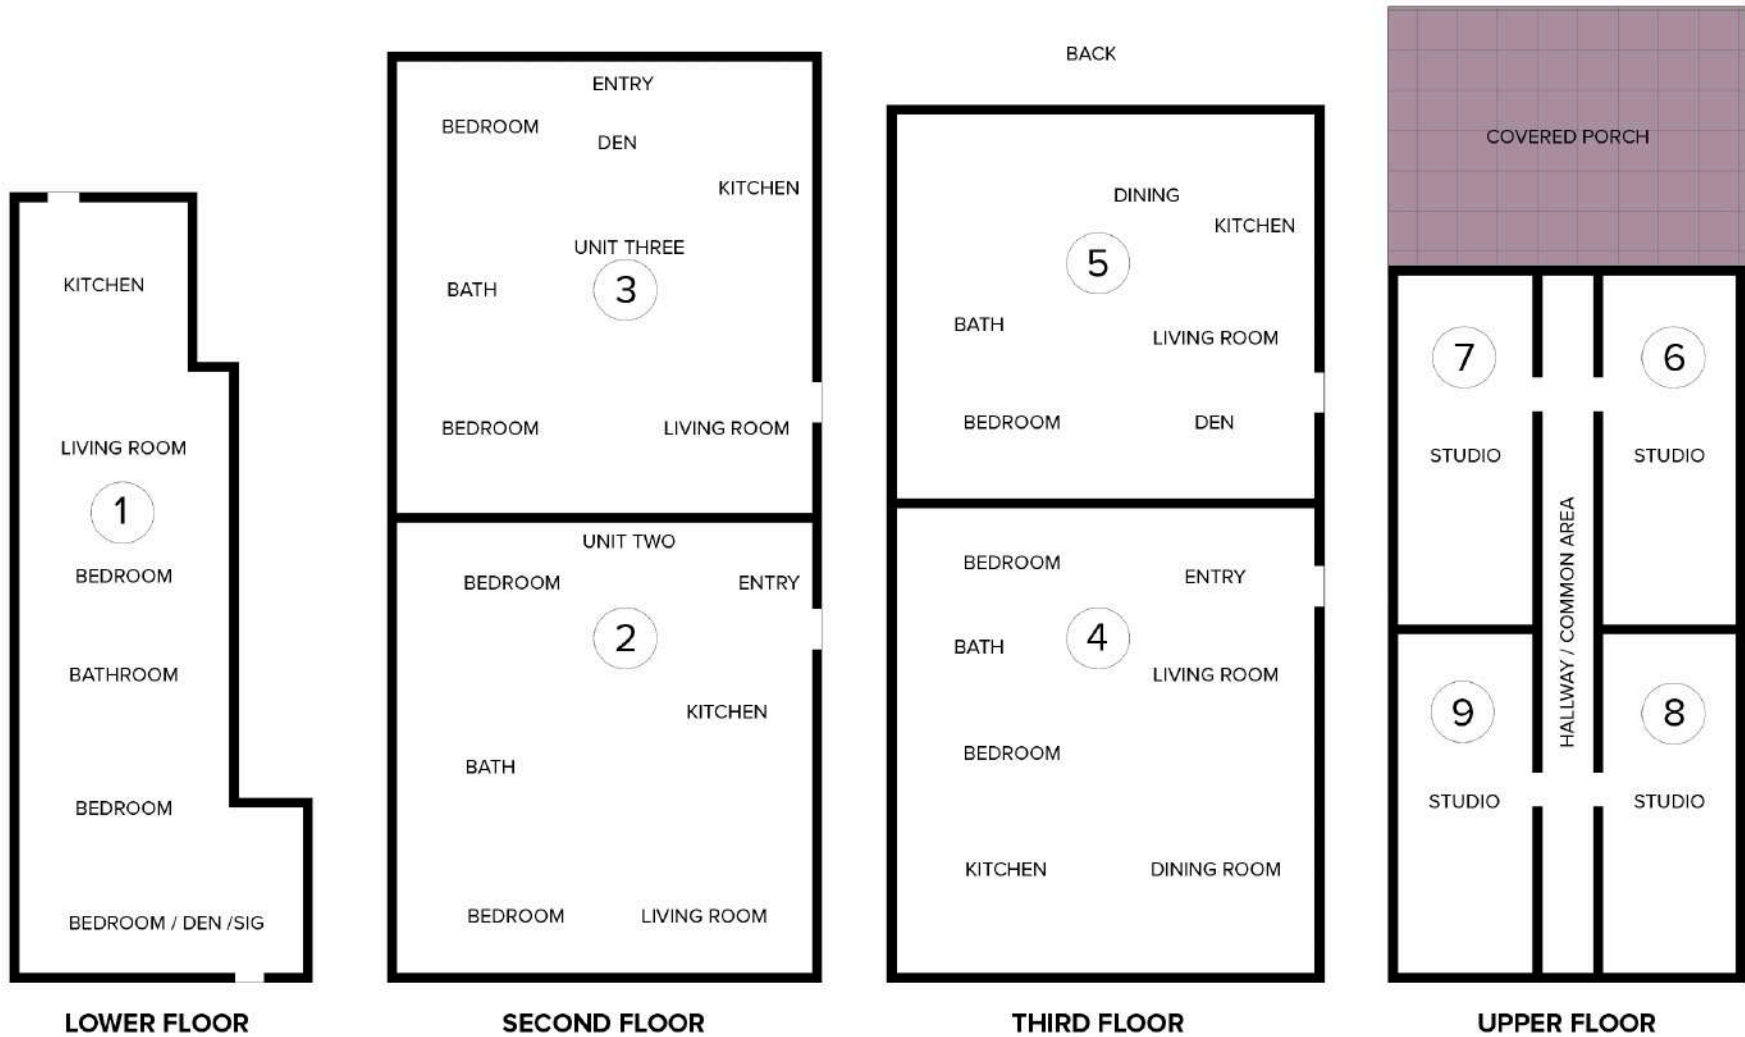 KITCHEN
LIVING ROOM
1
BEDROOM
BATHROOM
BEDROOM
BEDROOM / DEN /SIG
LOWER FLOOR
ENTRY
BEDROOM
DEN
KITCHEN
UNIT THREE
BATH
3
BEDROOM
LIVING ROOM
UNIT TWO
BEDROOM
ENTRY
2
KITCHEN
BATH
BEDROOM
LIVING ROOM
SECOND FLOOR
BACK
DINING
KITCHEN
5
BATH
LIVING ROOM
BEDROOM
DEN
BEDROOM
ENTRY
4
BATH
LIVING ROOM
BEDROOM
KITCHEN
DINING ROOM
THIRD FLOOR
COVERED PORCH
7
6
STUDIO
STUDIO
HALLWAY / COMMON AREA
9
8
STUDIO
STUDIO
UPPER FLOOR